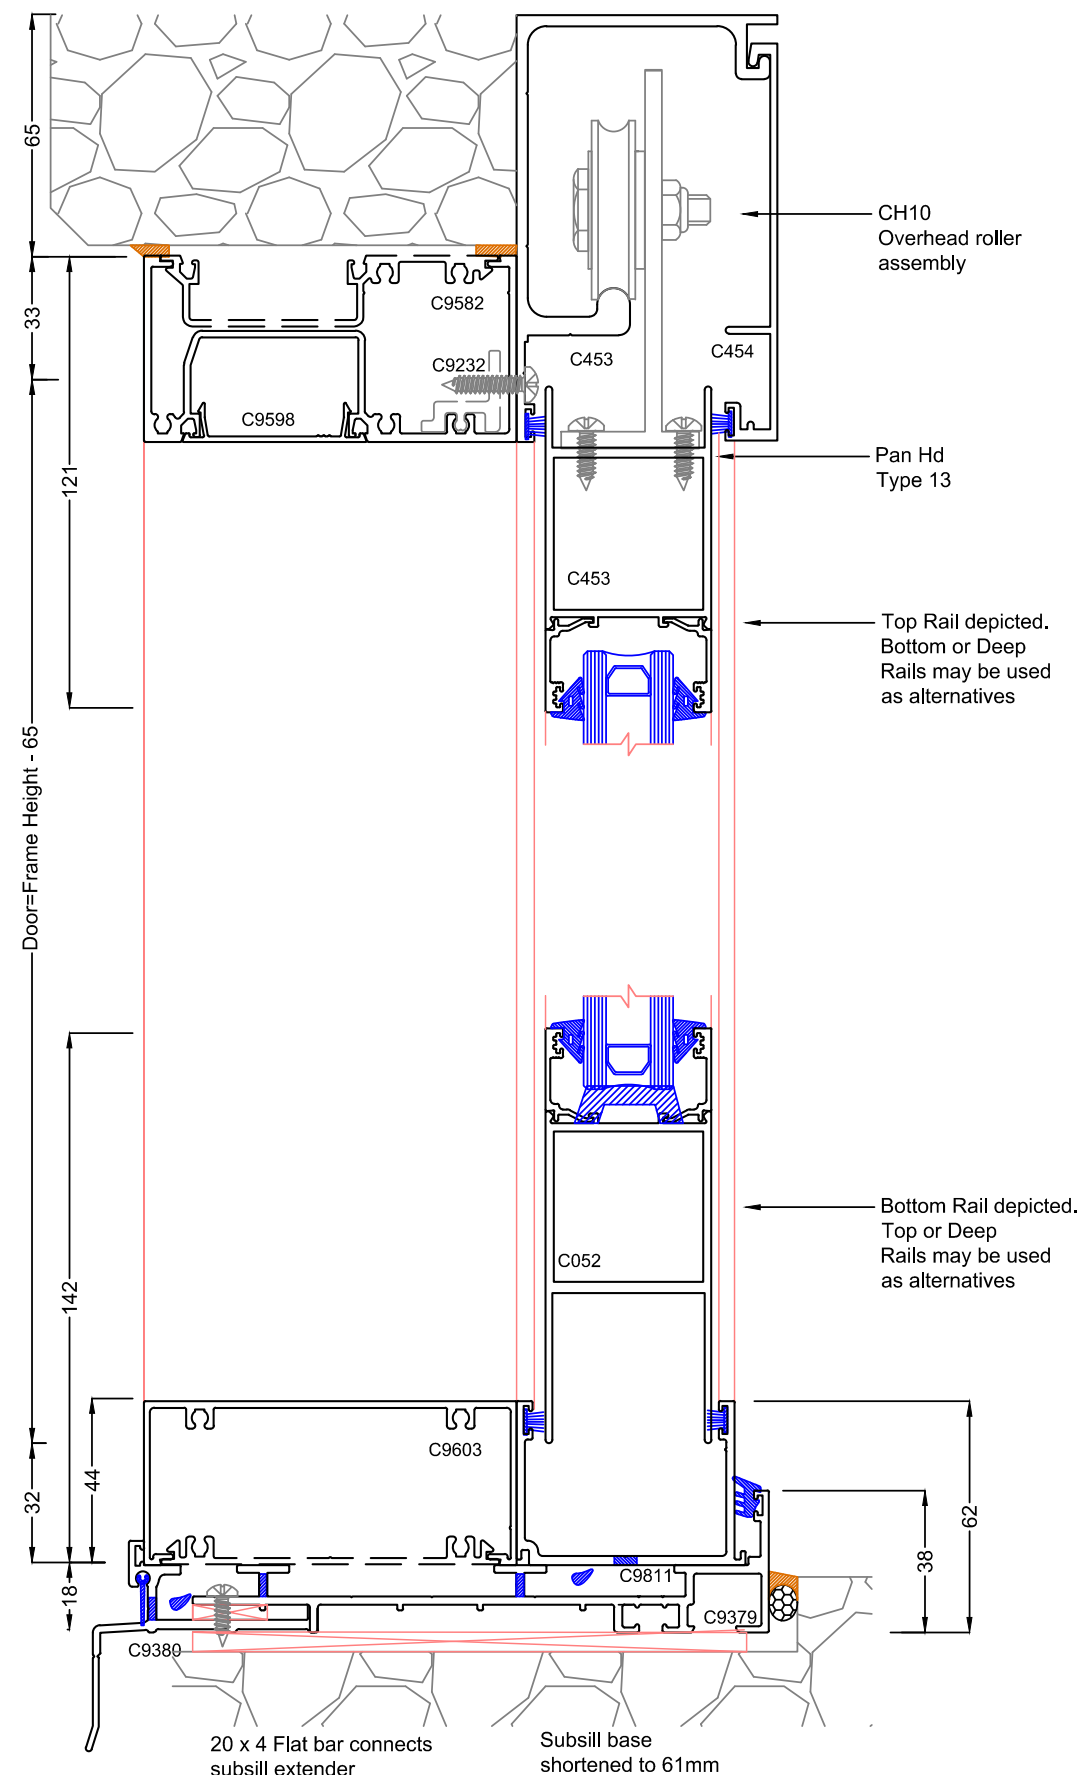 65
CH10
Overhead roller
assembly
C9582
33
C9232
C453
C454
C9598
Pan Hd
Type 13
121
C453
Top Rail depicted.
Bottom or Deep
Rails may be used
as alternatives
Door=Frame Height - 65
Bottom Rail depicted.
Top or Deep
Rails may be used
as alternatives
C052
142
C9603
44
32
62
38
C9811
18
C9379
C9380
20 x 4 Flat bar connects
subsill extender
Subsill base
shortened to 61mm